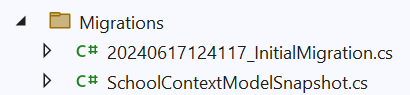 Migrations
C# 20240617124117_InitialMigration.cs
C# SchoolContextModelSnapshot.cs